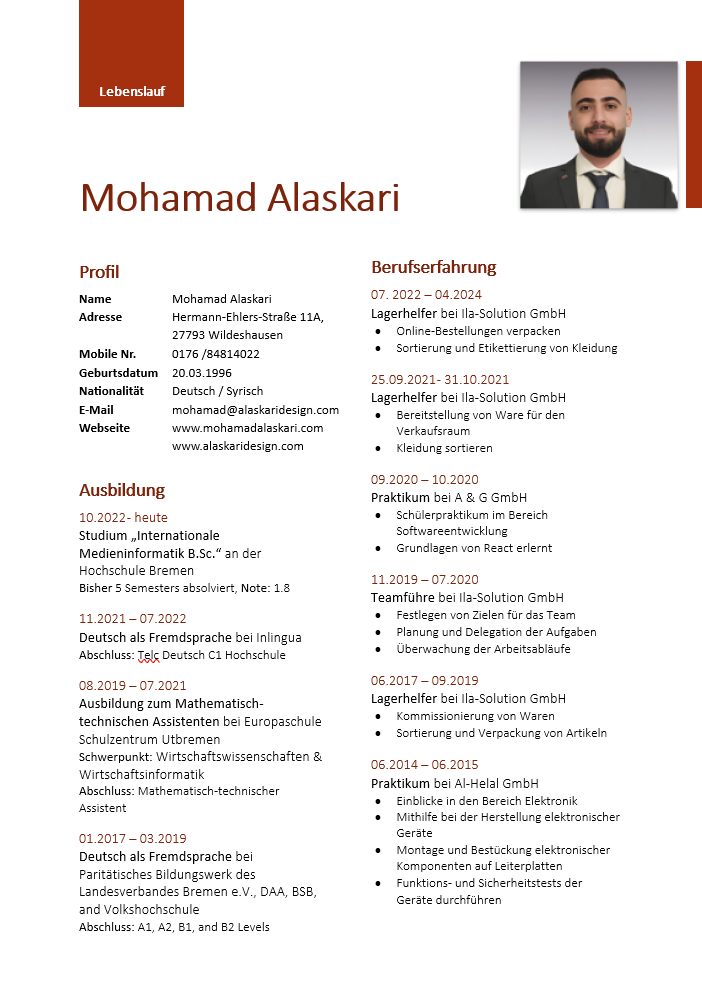 Lebenslauf
Mohamad Alaskari
Profil
Name Mohamad Alaskari
Adresse Hermann-Ehlers-Straße 11A,
27793 Wildeshausen
Mobile Nr. 0176 /84814022
Geburtsdatum 20.03.1996
Nationalität Deutsch / Syrisch
E-Mail mohamad@alaskaridesign.com
Webseite www.mohamadalaskari.com
www.alaskaridesign.com
Ausbildung
10.2022- heute
Studium „Internationale
Medieninformatik B.Sc.“ an der
Hochschule Bremen
Bisher 5 Semesters absolviert, Note: 1.8
11.2021 – 07.2022
Deutsch als Fremdsprache bei Inlingua
Abschluss: Telc Deutsch C1 Hochschule
08.2019 – 07.2021
Ausbildung zum Mathematisch-
technischen Assistenten bei Europaschule
Schulzentrum Utbremen
Schwerpunkt: Wirtschaftswissenschaften &
Wirtschaftsinformatik
Abschluss: Mathematisch-technischer
Assistent
01.2017 – 03.2019
Deutsch als Fremdsprache bei
Paritätisches Bildungswerk des
Landesverbandes Bremen e.V., DAA, BSB,
and Volkshochschule
Abschluss: A1, A2, B1, and B2 Levels
Berufserfahrung
07. 2022 – 04.2024
Lagerhelfer bei Ila-Solution GmbH
• Online-Bestellungen verpacken
• Sortierung und Etikettierung von Kleidung
25.09.2021- 31.10.2021
Lagerhelfer bei Ila-Solution GmbH
• Bereitstellung von Ware für den
Verkaufsraum
• Kleidung sortieren
09.2020 – 10.2020
Praktikum bei A & G GmbH
• Schülerpraktikum im Bereich
Softwareentwicklung
• Grundlagen von React erlernt
11.2019 – 07.2020
Teamführe bei Ila-Solution GmbH
• Festlegen von Zielen für das Team
• Planung und Delegation der Aufgaben
• Überwachung der Arbeitsabläufe
06.2017 – 09.2019
Lagerhelfer bei Ila-Solution GmbH
• Kommissionierung von Waren
• Sortierung und Verpackung von Artikeln
06.2014 – 06.2015
Praktikum bei Al-Helal GmbH
• Einblicke in den Bereich Elektronik
• Mithilfe bei der Herstellung elektronischer
Geräte
• Montage und Bestückung elektronischer
Komponenten auf Leiterplatten
• Funktions- und Sicherheitstests der
Geräte durchführen